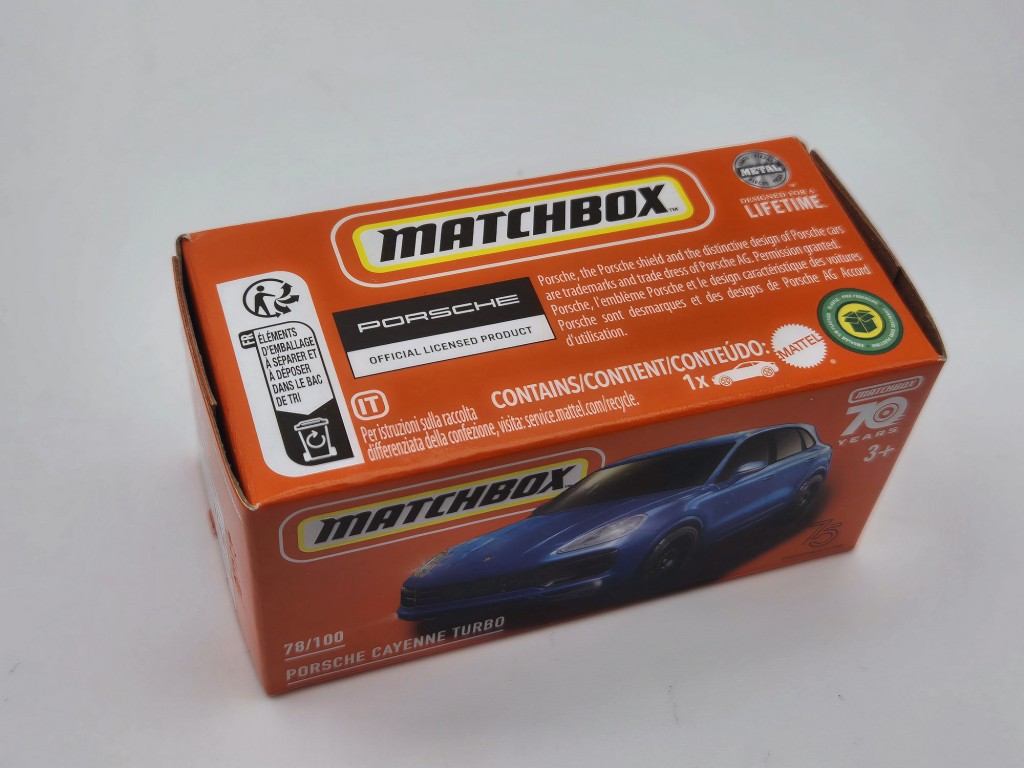 MATCHBOX™
METAL
DESIGNED FOR A
LIFETIME
FR
ÉLÉMENTS
D'EMBALLAGE
À SÉPARER ET
À DÉPOSER
DANS LE BAC
DE TRI
PORSCHE
OFFICIAL LICENSED PRODUCT
Porsche, the Porsche shield and the distinctive design of Porsche cars
are trademarks and trade dress of Porsche AG. Permission granted.
Porsche, l'emblème Porsche et le design caractéristique des voitures
Porsche sont des marques et des designs de Porsche AG Accord
d'utilisation.
IT
Per istruzioni sulla raccolta
differenziata della confezione, visita: service.mattel.com/recycle.
CONTAINS/CONTIENT/CONTEÚDO:
1x
MATTEL®
MATCHBOX
MATCHBOX
70
YEARS
3+
75
78/100
PORSCHE CAYENNE TURBO